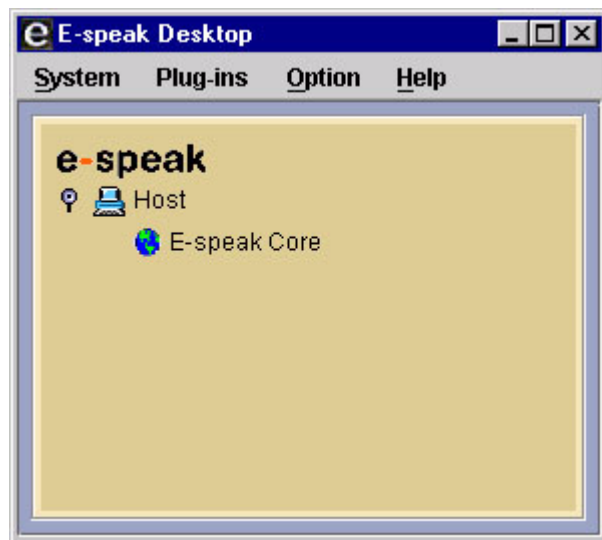 E-speak Desktop
System Plug-ins Option Help
e-speak
Host
E-speak Core